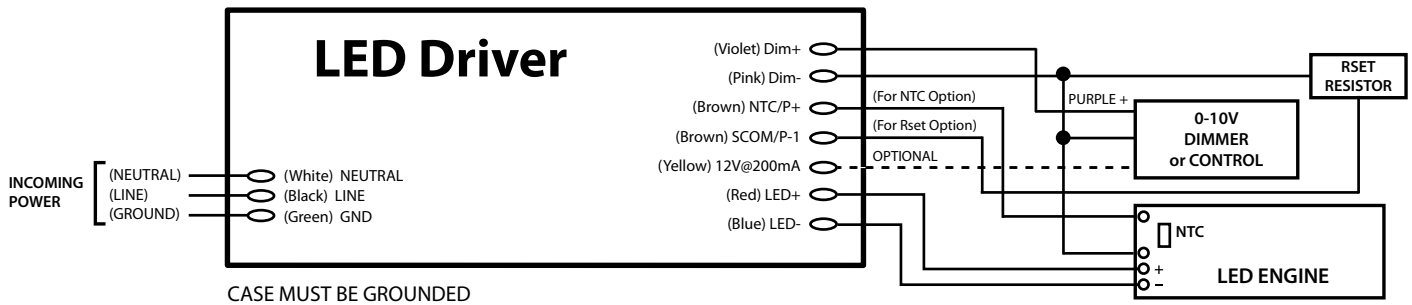 LED Driver
(Violet) Dim+
(Pink) Dim-
(Brown) NTC/P+
(Brown) SCOM/P-1
(Yellow) 12V@200mA
(Red) LED+
(Blue) LED-
(For NTC Option)
(For Rset Option)
OPTIONAL
PURPLE +
RSET
RESISTOR
0-10V
DIMMER
or CONTROL
INCOMING
POWER
(NEUTRAL)
(LINE)
(GROUND)
(White) NEUTRAL
(Black) LINE
(Green) GND
NTC
+
–
LED ENGINE
CASE MUST BE GROUNDED